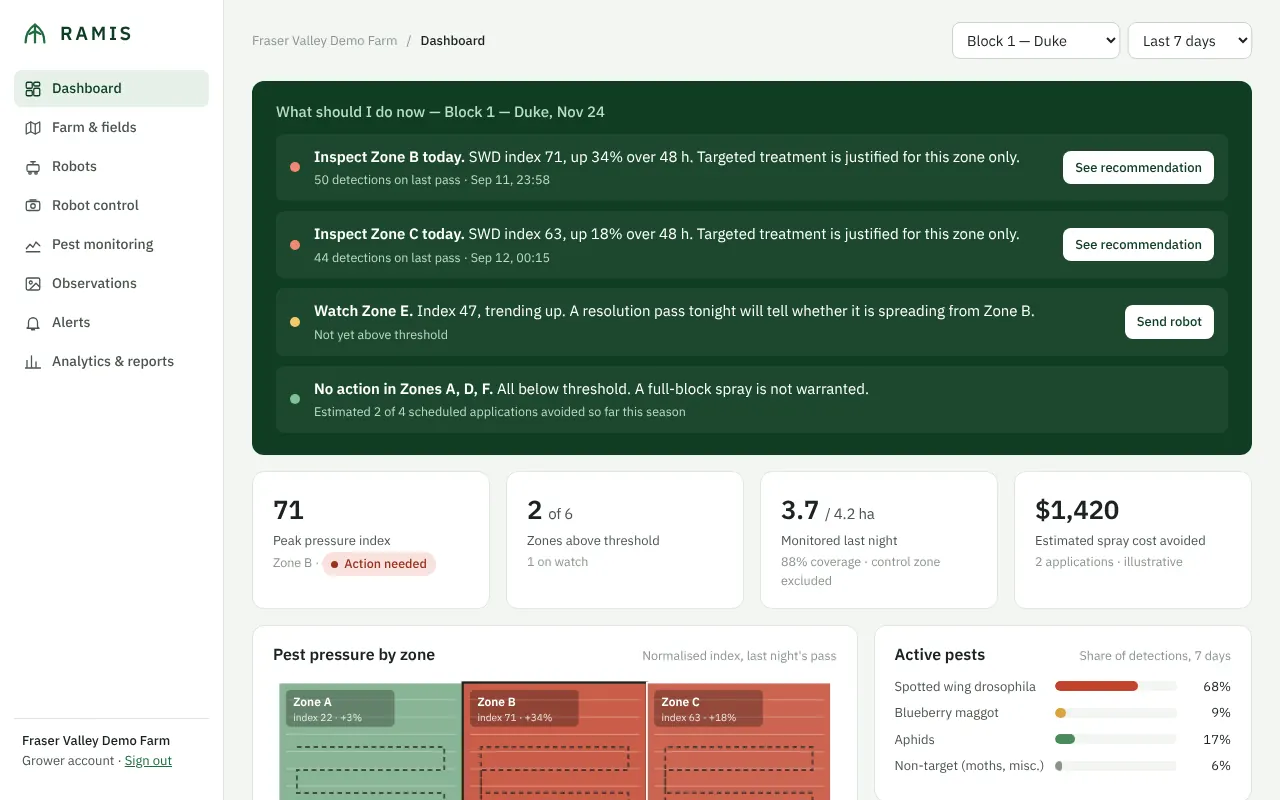 RAMIS
Dashboard
Farm & fields
Robots
Robot control
Pest monitoring
Observations
Alerts
Analytics & reports
Fraser Valley Demo Farm
Grower account · Sign out
Fraser Valley Demo Farm / Dashboard
Block 1 — Duke
Last 7 days
What should I do now — Block 1 — Duke, Nov 24
Inspect Zone B today. SWD index 71, up 34% over 48 h. Targeted treatment is justified for this zone only.
50 detections on last pass · Sep 11, 23:58
See recommendation
Inspect Zone C today. SWD index 63, up 18% over 48 h. Targeted treatment is justified for this zone only.
44 detections on last pass · Sep 12, 00:15
See recommendation
Watch Zone E. Index 47, trending up. A resolution pass tonight will tell whether it is spreading from Zone B.
Not yet above threshold
Send robot
No action in Zones A, D, F. All below threshold. A full-block spray is not warranted.
Estimated 2 of 4 scheduled applications avoided so far this season
71
Peak pressure index
Zone B · Action needed
2 of 6
Zones above threshold
1 on watch
3.7 / 4.2 ha
Monitored last night
88% coverage · control zone
excluded
$1,420
Estimated spray cost avoided
2 applications · illustrative
Pest pressure by zone
Normalised index, last night's pass
Zone A
index 22 · +3%
Zone B
index 71 · +34%
Zone C
index 63 · +18%
Active pests
Share of detections, 7 days
Spotted wing drosophila 68%
Blueberry maggot 9%
Aphids 17%
Non-target (moths, misc.) 6%